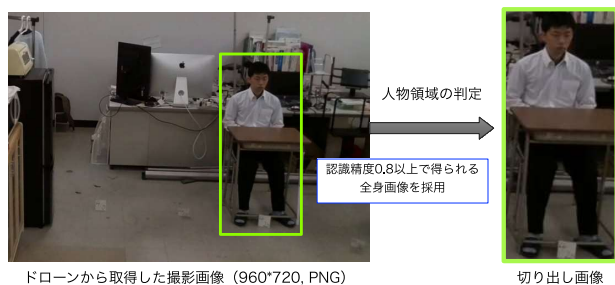 人物領域の判定
認識精度0.8以上で得られる
全身画像を採用
ドローンから取得した撮影画像（960*720, PNG）
切り出し画像